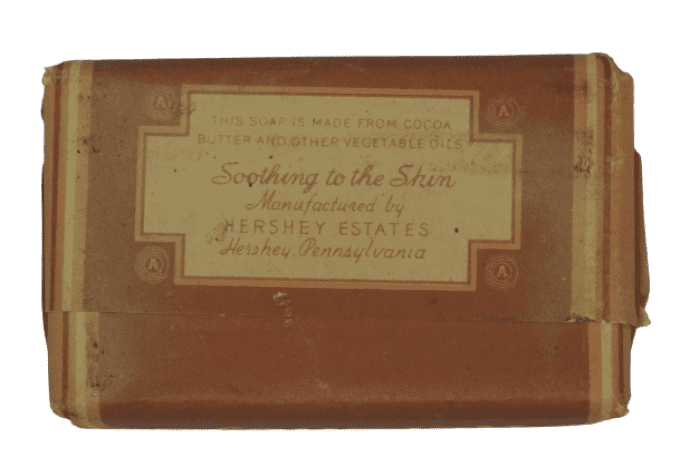 A
A
THIS SOAP IS MADE FROM COCOA
BUTTER AND OTHER VEGETABLE OILS
Soothing to the Skin
Manufactured by
HERSHEY ESTATES
Hershey, Pennsylvania
A
A